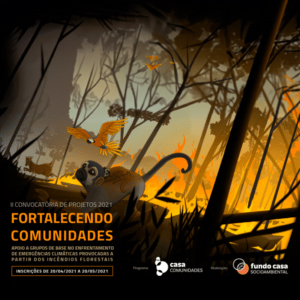 II CONVOCATÓRIA DE PROJETOS 2021
FORTALECENDO
COMUNIDADES
APOIO A GRUPOS DE BASE NO ENFRENTAMENTO
DE EMERGÊNCIAS CLIMÁTICAS PROVOCADAS A
PARTIR DOS INCÊNDIOS FLORESTAIS
INSCRIÇÕES DE 20/04/2021 A 20/05/2021
Programa
casa
COMUNIDADES
Realização
fundo casa
SOCIOAMBIENTAL